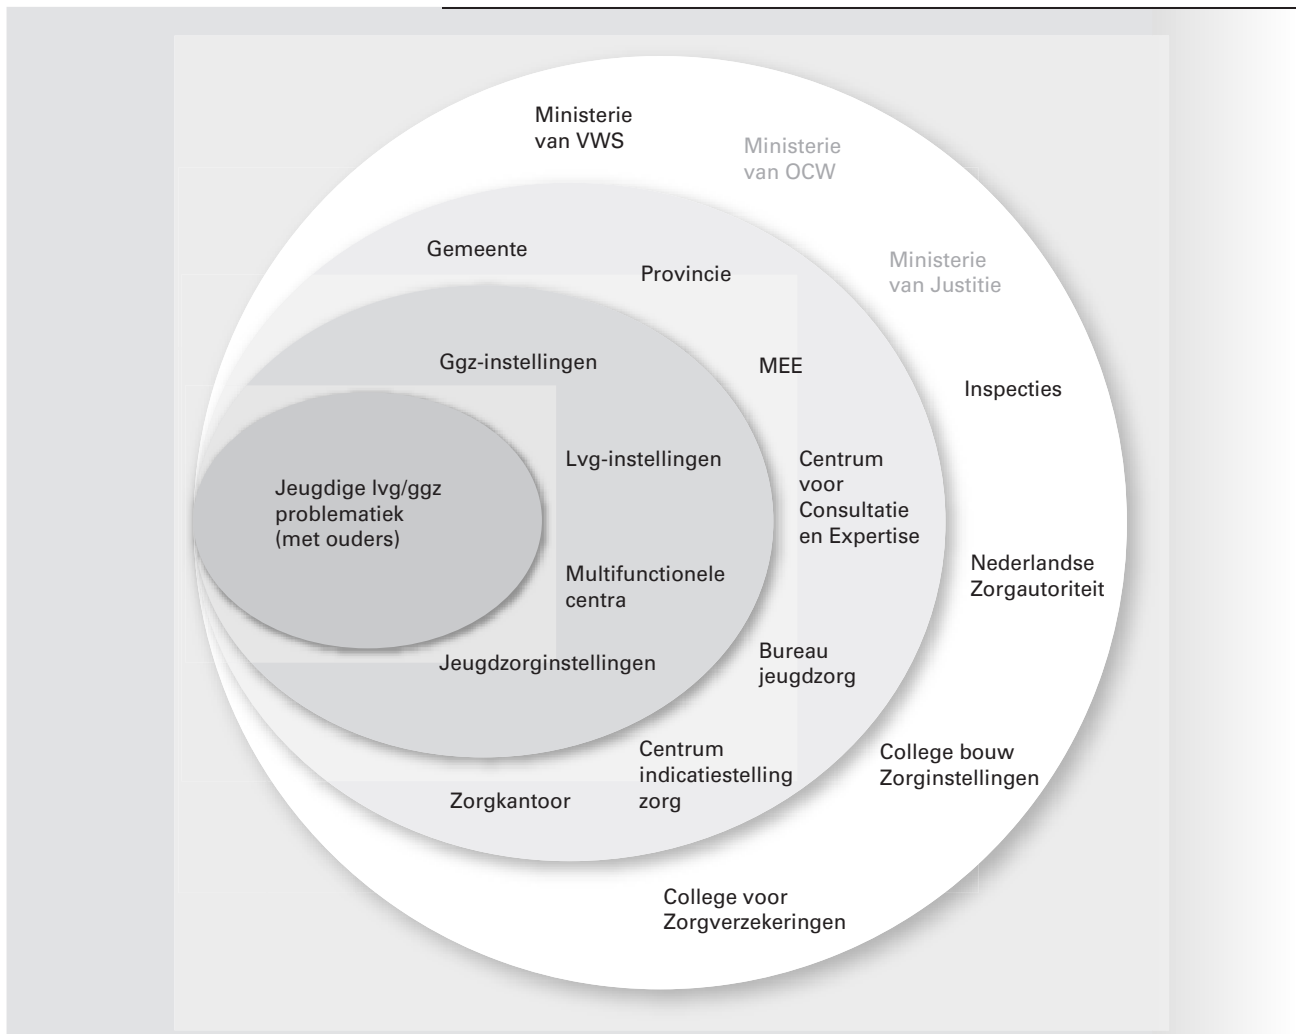 Ministerie
van VWS
Ministerie
van OCW
Gemeente
Provincie
Ministerie
van Justitie
Ggz-instellingen
MEE
Inspecties
Lvg-instellingen
Centrum
voor
Consultatie
en Expertise
Jeugdige lvg/ggz
problematiek
(met ouders)
Nederlandse
Zorgautoriteit
Multifunctionele
centra
Jeugdzorginstellingen
Bureau
jeugdzorg
Centrum
indicatiestelling
zorg
College bouw
Zorginstellingen
Zorgkantoor
College voor
Zorgverzekeringen